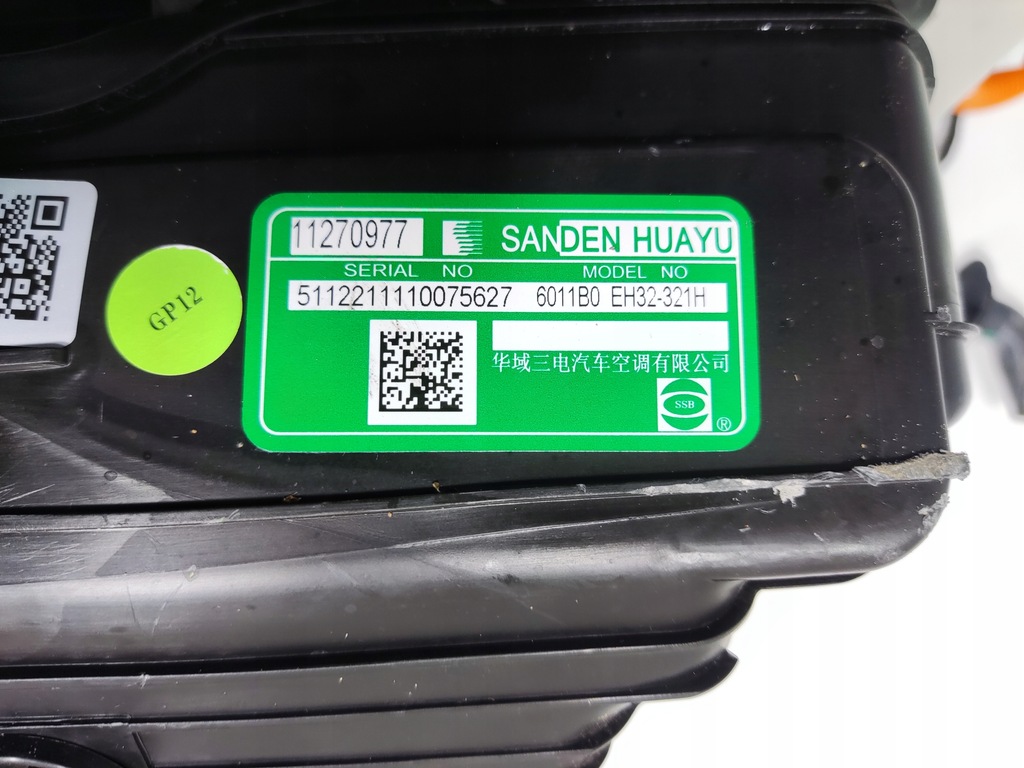 11270977 SANDEN HUAYU
SERIAL NO MODEL NO
5112211110075627 6011B0 EH32-321H
华域三电汽车空调有限公司
SSB
®
GP12